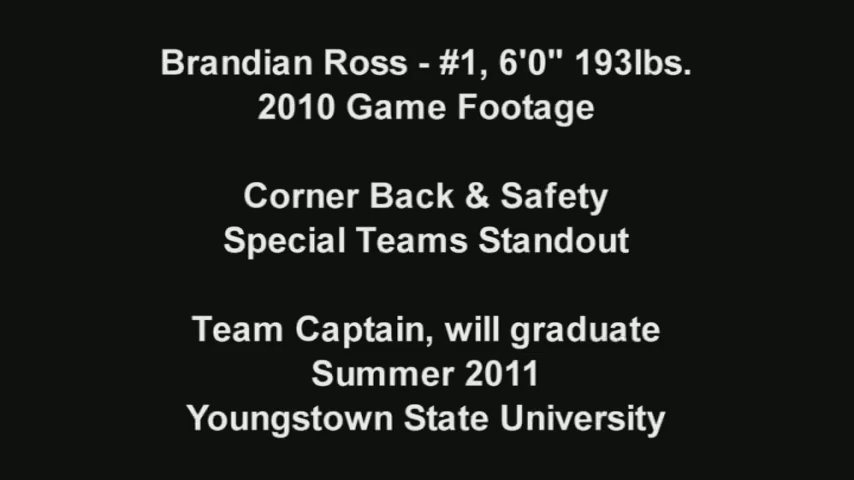 Brandian Ross - #1, 6'0" 193lbs.
2010 Game Footage
Corner Back & Safety
Special Teams Standout
Team Captain, will graduate
Summer 2011
Youngstown State University